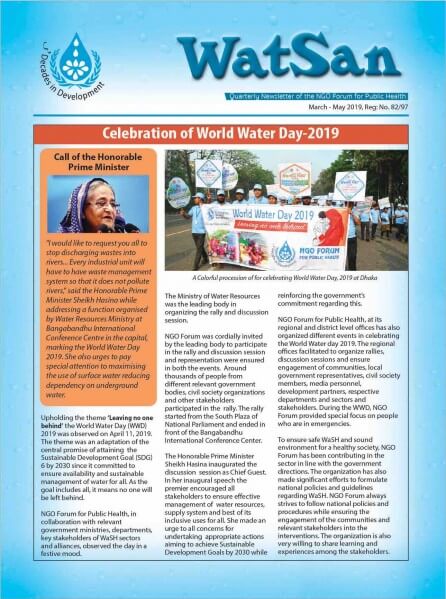 Decades in Development
WatSan
Quarterly Newsletter of the NGO Forum for Public Health
March - May 2019, Reg: No. 82/97
Celebration of World Water Day-2019
Call of the Honorable
Prime Minister
"I would like to request you all to
stop discharging wastes into
rivers... Every industrial unit will
have to have waste management
system so that it does not pollute
rivers," said the Honorable Prime
Minister Sheikh Hasina while
addressing a function organised
by Water Resources Ministry at
Bangabandhu International
Conference Centre in the capital,
marking the World Water Day
2019. She also urges to pay
special attention to maximising
the use of surface water reducing
dependency on underground
water.
Upholding the theme 'Leaving no one
behind' the World Water Day (WWD)
2019 was observed on April 11, 2019.
The theme was an adaptation of the
central promise of attaining the
Sustainable Development Goal (SDG)
6 by 2030 since it committed to
ensure availability and sustainable
management of water for all. As the
goal includes all, it means no one will
be left behind.
NGO Forum for Public Health, in
collaboration with relevant
government ministries, departments,
key stakeholders of WaSH sectors
and alliances, observed the day in a
festive mood.
World Water Day 2019
Leaving no one behind
NGO FORUM
FOR PUBLIC HEALTH
A Colorful procession of for celebrating World Water Day, 2019 at Dhaka
The Ministry of Water Resources
was the leading body in
organizing the rally and discussion
session.
NGO Forum was cordially invited
by the leading body to participate
in the rally and discussion session
and representation were ensured
in both the events. Around
thousands of people from
different relevant government
bodies, civil society organizations
and other stakeholders
participated in the rally. The rally
started from the South Plaza of
National Parliament and ended in
front of the Bangabandhu
International Conference Center.
The Honorable Prime Minister
Sheikh Hasina inaugurated the
discussion session as Chief Guest.
In her inaugural speech the
premier encouraged all
stakeholders to ensure effective
management of water resources,
supply system and best of its
inclusive uses for all. She made an
urge to all concerns for
undertaking appropriate actions
aiming to achieve Sustainable
Development Goals by 2030 while
reinforcing the government's
commitment regarding this.
NGO Forum for Public Health, at its
regional and district level offices has also
organized different events in celebrating
the World Water Day 2019. The regional
offices facilitated to organize rallies,
discussion sessions and ensure
engagement of communities, local
government representatives, civil society
members, media personnel,
development partners, respective
departments and sectors and
stakeholders. During the WWD, NGO
Forum provided special focus on people
who are in emergencies.
To ensure safe WaSH and sound
environment for a healthy society, NGO
Forum has been contributing in the
sector in line with the government
directions. The organization has also
made significant efforts to formulate
national policies and guidelines
regarding WaSH. NGO Forum always
strives to follow national policies and
procedures while ensuring the
engagement of the communities and
relevant stakeholders into the
interventions. The organization is also
very willing to share learning and
experiences among the stakeholders.